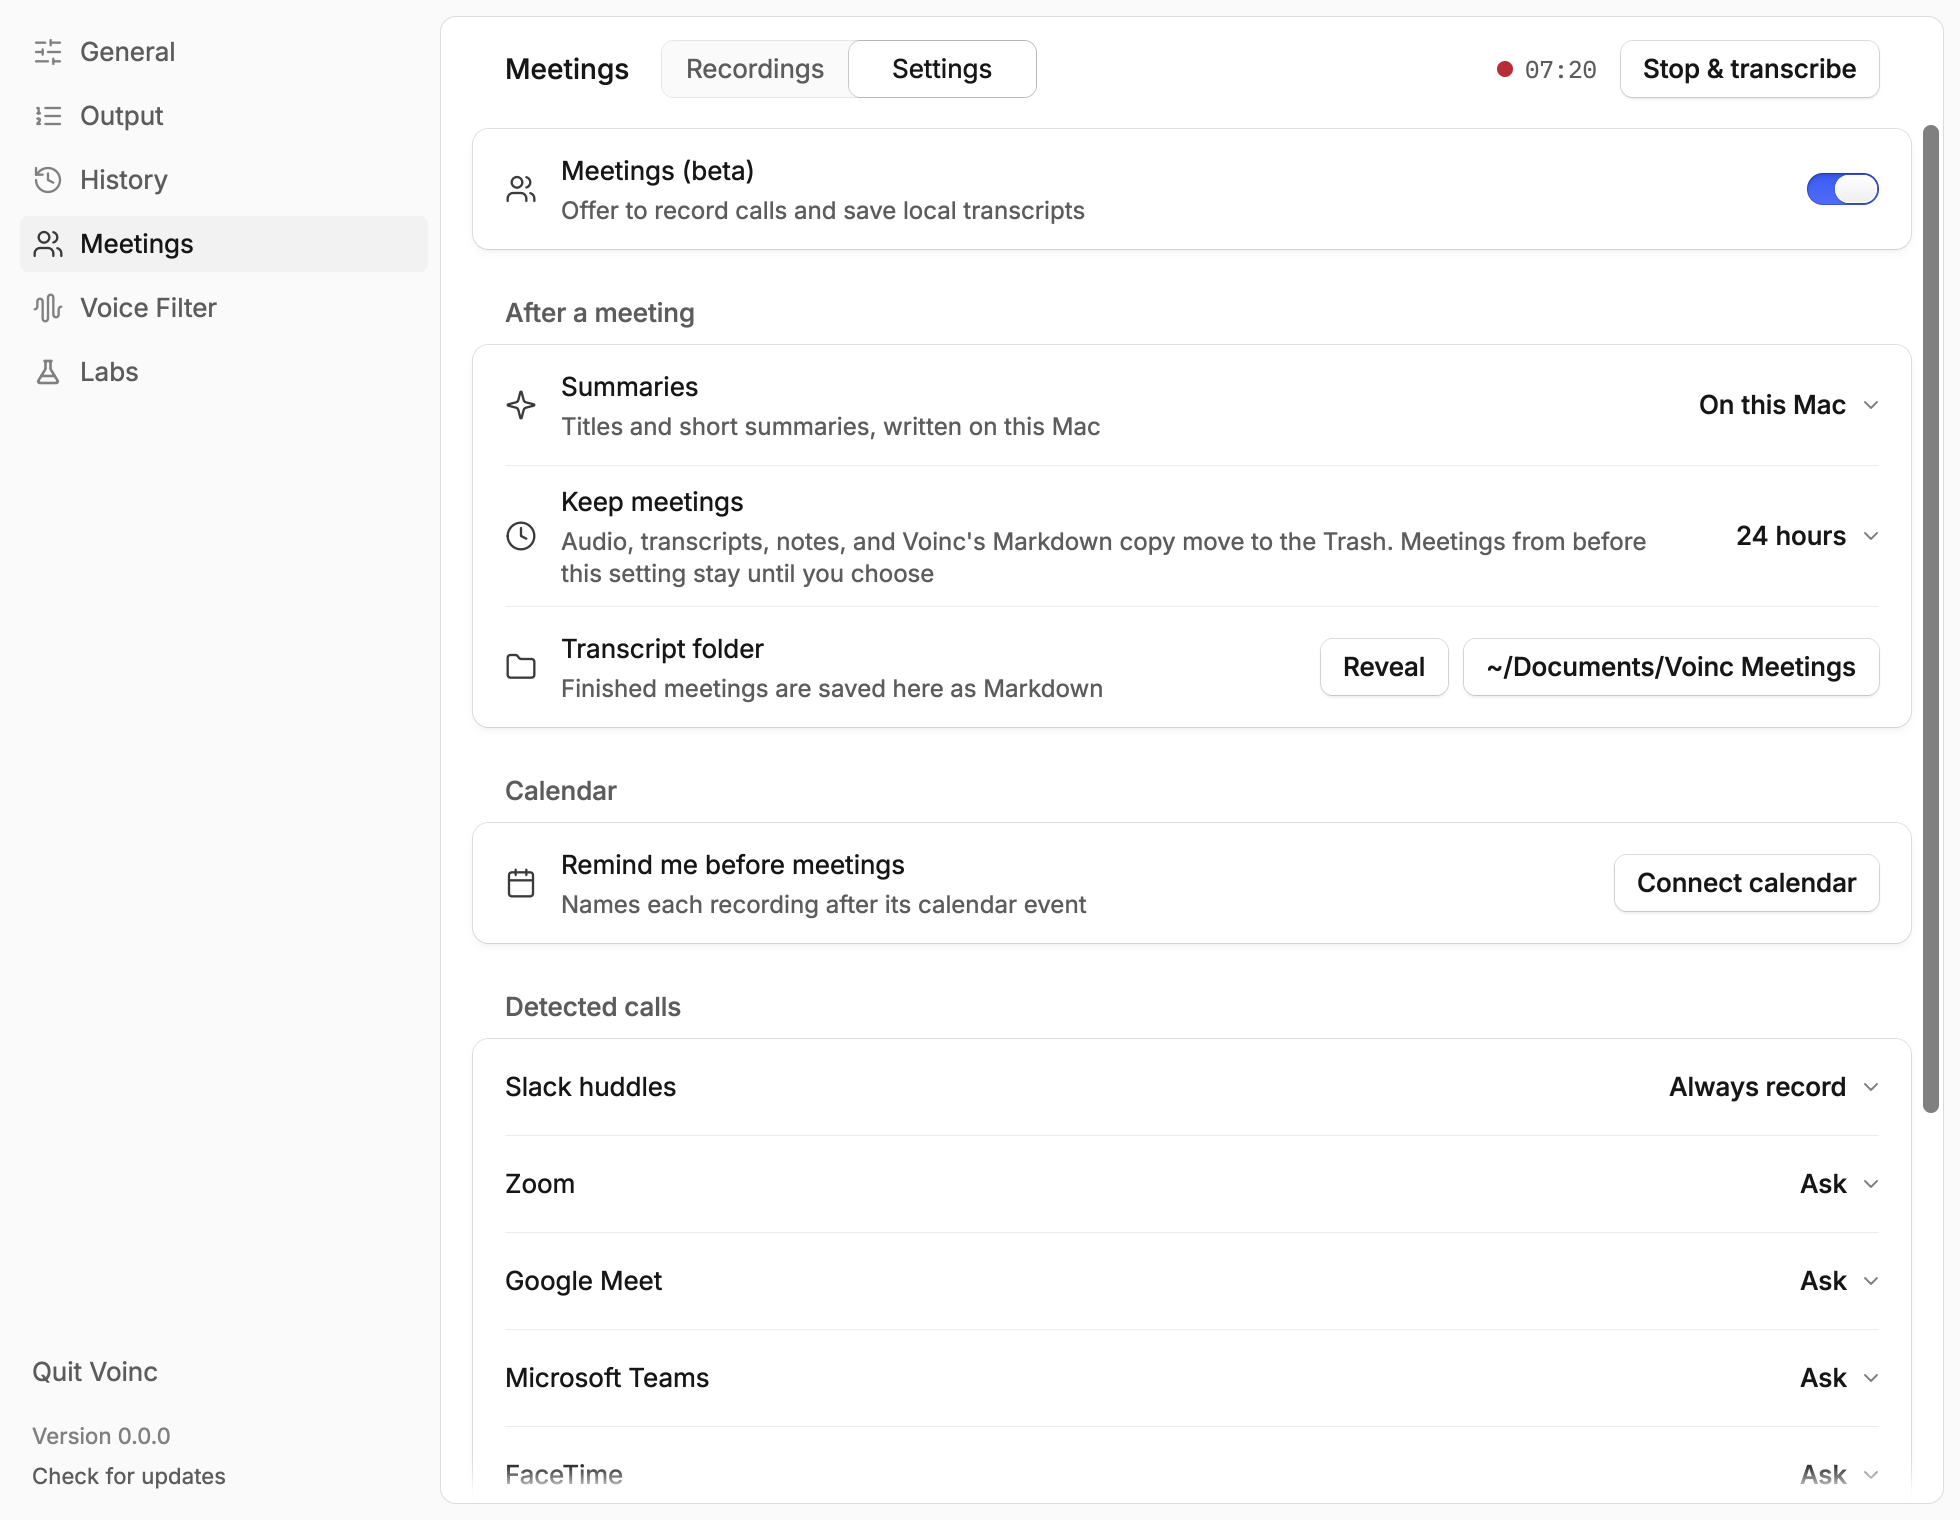 General
Output
History
Meetings
Voice Filter
Labs
Quit Voinc
Version 0.0.0
Check for updates
Meetings
Recordings
Settings
07:20
Stop & transcribe
Meetings (beta)
Offer to record calls and save local transcripts
After a meeting
Summaries
Titles and short summaries, written on this Mac
On this Mac
Keep meetings
Audio, transcripts, notes, and Voinc's Markdown copy move to the Trash. Meetings from before
this setting stay until you choose
24 hours
Transcript folder
Finished meetings are saved here as Markdown
Reveal
~/Documents/Voinc Meetings
Calendar
Remind me before meetings
Names each recording after its calendar event
Connect calendar
Detected calls
Slack huddles
Always record
Zoom
Ask
Google Meet
Ask
Microsoft Teams
Ask
FaceTime
Ask